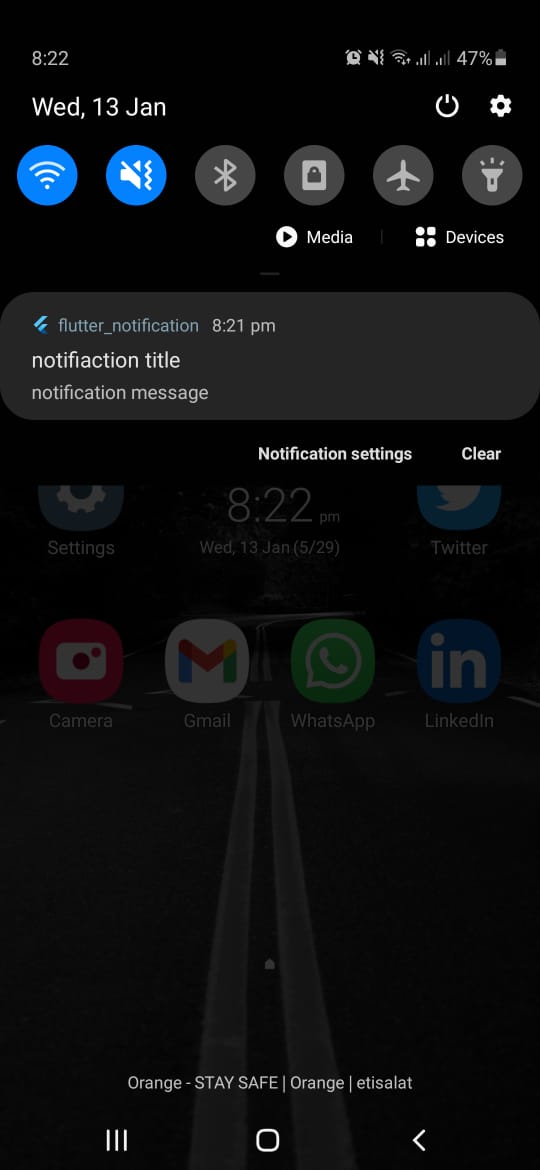 8:22 47%
Wed, 13 Jan
Media | Devices
flutter_notification 8:21 pm
notifiaction title
notification message
Notification settings Clear
8:22 pm
Settings Wed, 13 Jan (5/29) Twitter
Camera Gmail WhatsApp LinkedIn
Orange - STAY SAFE | Orange | etisalat